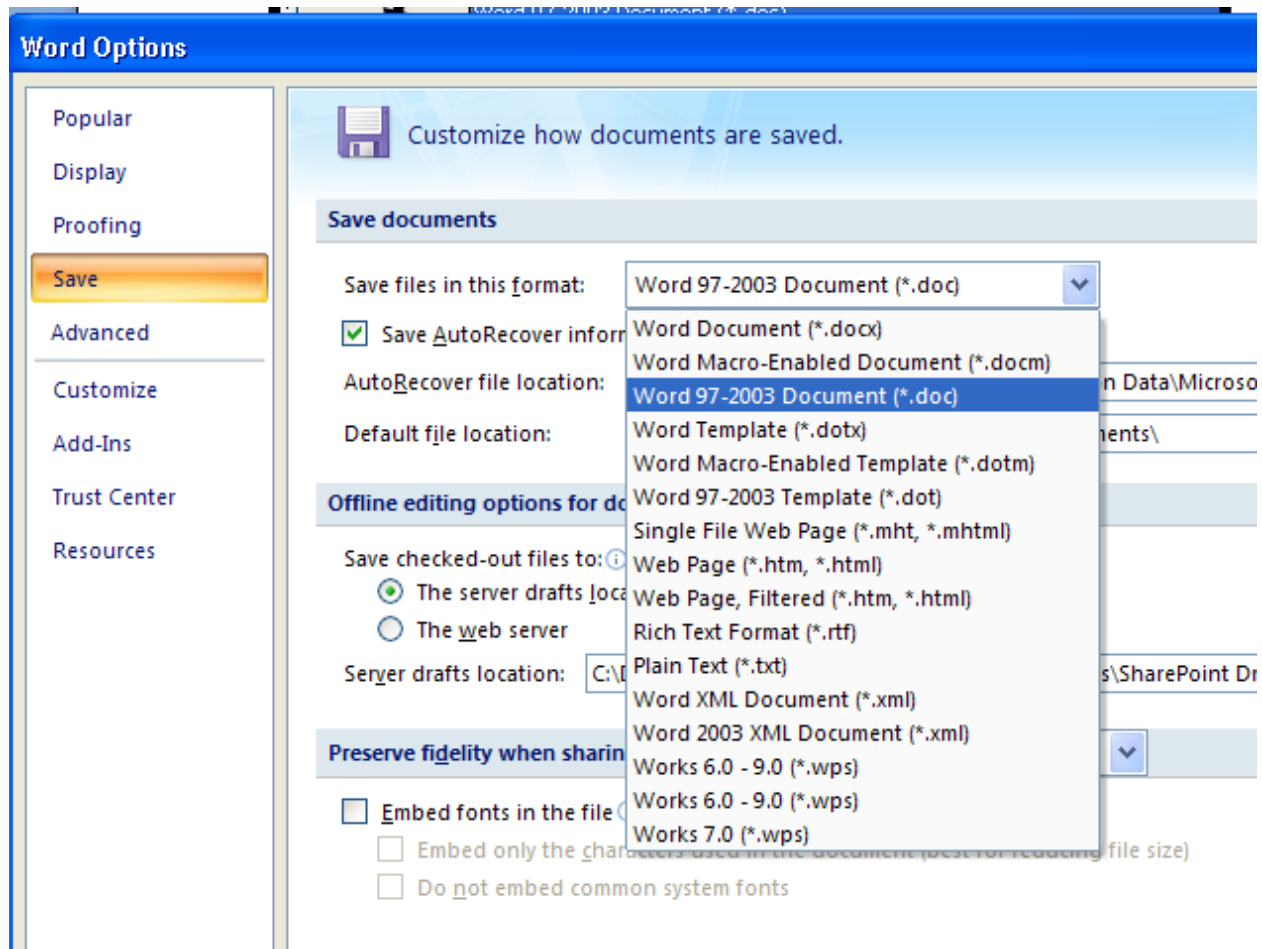 Word 97-2003 Document (*.doc)
Word Options
Popular
Display
Proofing
Save
Advanced
Customize
Add-Ins
Trust Center
Resources
Customize how documents are saved.
Save documents
Save files in this format: Word 97-2003 Document (*.doc)
Save AutoRecover inforr
AutoRecover file location: n Data\Microso
Default file location: nents\
Word Document (*.docx)
Word Macro-Enabled Document (*.docm)
Word 97-2003 Document (*.doc)
Word Template (*.dotx)
Word Macro-Enabled Template (*.dotm)
Word 97-2003 Template (*.dot)
Single File Web Page (*.mht, *.mhtml)
Web Page (*.htm, *.html)
Web Page, Filtered (*.htm, *.html)
Rich Text Format (*.rtf)
Plain Text (*.txt)
Word XML Document (*.xml)
Word 2003 XML Document (*.xml)
Works 6.0 - 9.0 (*.wps)
Works 6.0 - 9.0 (*.wps)
Works 7.0 (*.wps)
Offline editing options for do
Save checked-out files to:
The server drafts loca
The web server
Server drafts location: C:\D s\SharePoint Dr
Preserve fidelity when sharin
Embed fonts in the file
Embed only the characters used in the document (best for reducing file size)
Do not embed common system fonts